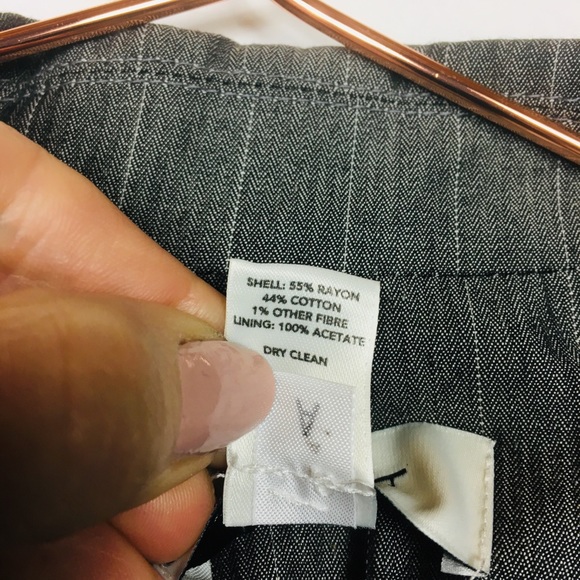 SHELL: 55% RAYON
44% COTTON
1% OTHER FIBRE
LINING: 100% ACETATE
DRY CLEAN
A